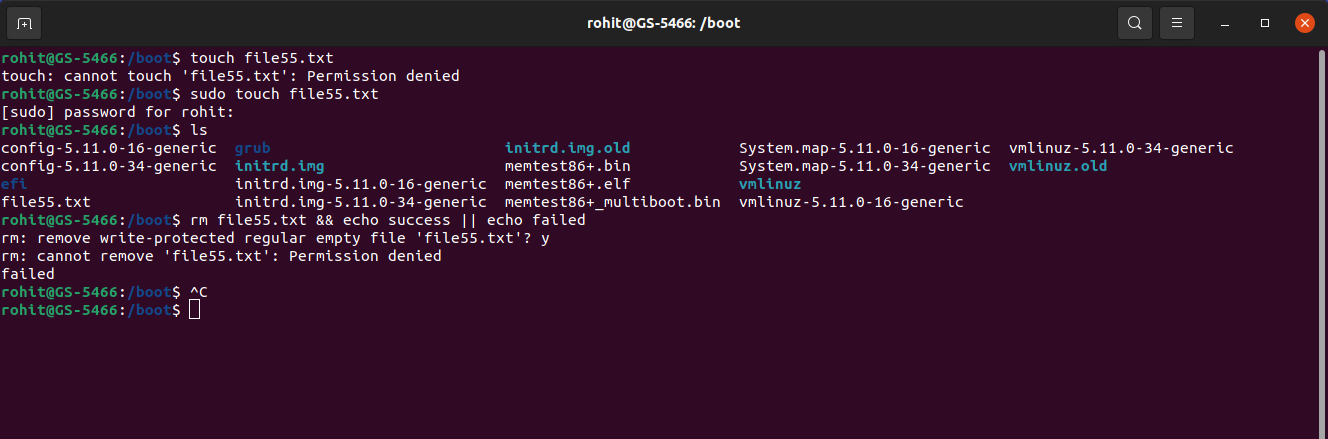 rohit@GS-5466: /boot
rohit@GS-5466:/boot$ touch file55.txt
touch: cannot touch 'file55.txt': Permission denied
rohit@GS-5466:/boot$ sudo touch file55.txt
[sudo] password for rohit:
rohit@GS-5466:/boot$ ls
config-5.11.0-16-generic  grub                          initrd.img.old            System.map-5.11.0-16-generic  vmlinuz-5.11.0-34-generic
config-5.11.0-34-generic  initrd.img                    memtest86+.bin            System.map-5.11.0-34-generic  vmlinuz.old
efi                       initrd.img-5.11.0-16-generic  memtest86+.elf            vmlinuz
file55.txt                initrd.img-5.11.0-34-generic  memtest86+_multiboot.bin  vmlinuz-5.11.0-16-generic
rohit@GS-5466:/boot$ rm file55.txt && echo success || echo failed
rm: remove write-protected regular empty file 'file55.txt'? y
rm: cannot remove 'file55.txt': Permission denied
failed
rohit@GS-5466:/boot$ ^C
rohit@GS-5466:/boot$